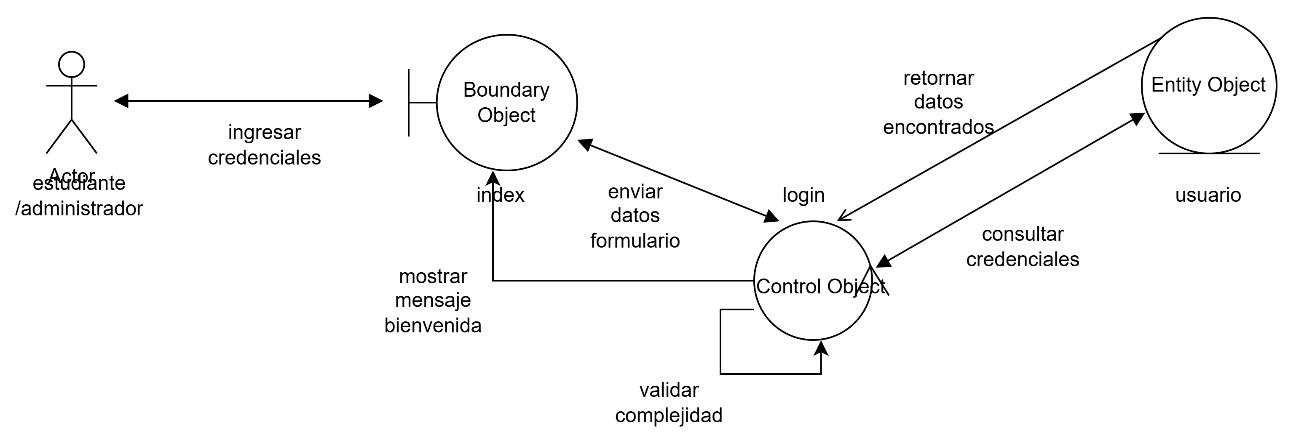 Boundary
Object
Entity Object
retornar
datos
encontrados
ingresar
credenciales
Actor
estudiante
/administrador
index
enviar
datos
formulario
login
usuario
consultar
credenciales
mostrar
mensaje
bienvenida
Control Object
validar
complejidad